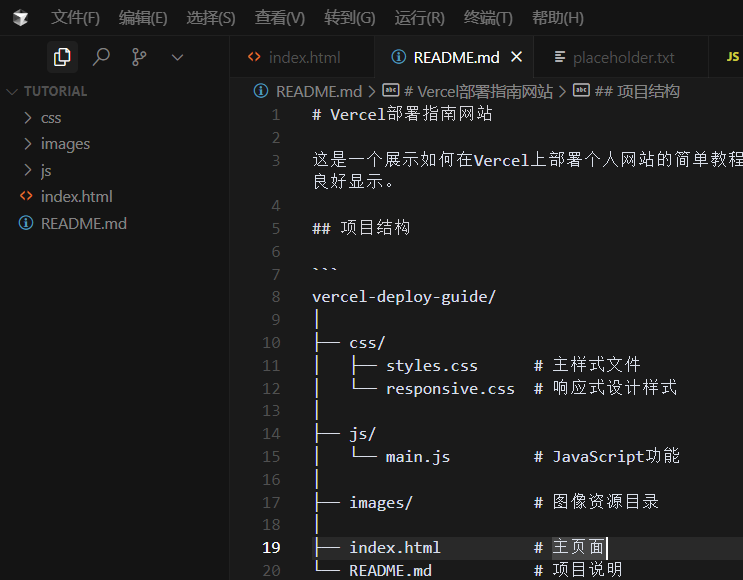 文件(F) 编辑(E) 选择(S) 查看(V) 转到(G) 运行(R) 终端(T) 帮助(H)
index.html README.md placeholder.txt JS
TUTORIAL
css
images
js
index.html
README.md
README.md > # Vercel部署指南网站 > ## 项目结构
1 # Vercel部署指南网站
2
3 这是一个展示如何在Vercel上部署个人网站的简单教程
良好显示。
4
5 ## 项目结构
6
7 ```
8 vercel-deploy-guide/
9 │
10 ├── css/
11 │   ├── styles.css      # 主样式文件
12 │   └── responsive.css  # 响应式设计样式
13 │
14 ├── js/
15 │   └── main.js         # JavaScript功能
16 │
17 ├── images/             # 图像资源目录
18 │
19 ├── index.html          # 主页面
20 └── README.md           # 项目说明